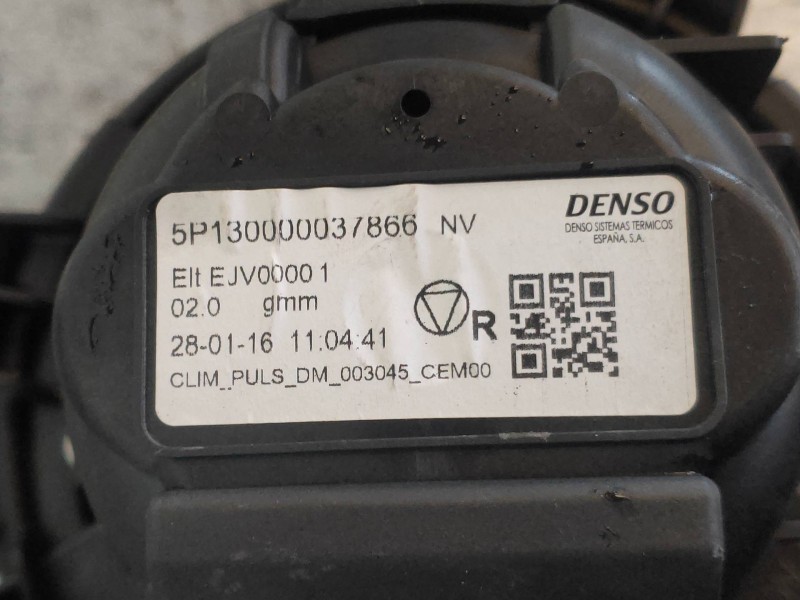 5P130000037866 NV
DENSO
DENSO SISTEMAS TERMICOS
ESPAÑA, S.A.
Elt EJV00001
02.0 gmm
R
28-01-16 11:04:41
CLIM_PULS_DM_003045_CEM00